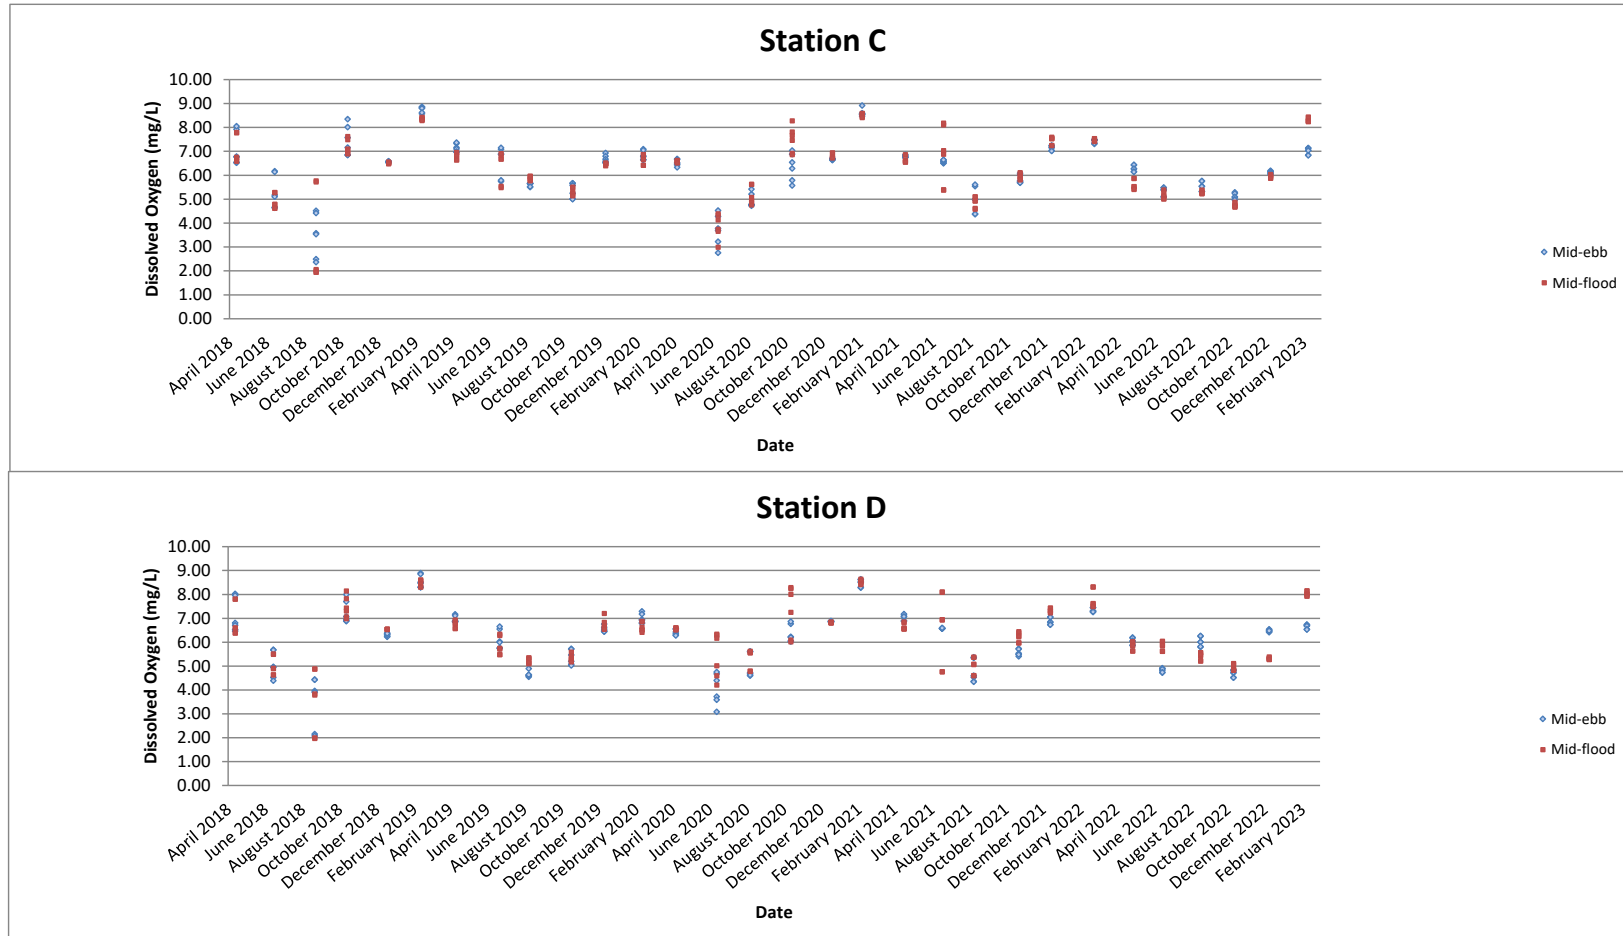 Station C
Dissolved Oxygen (mg/L)
10.00
9.00
8.00
7.00
6.00
5.00
4.00
3.00
2.00
1.00
0.00
April 2018
June 2018
August 2018
October 2018
December 2018
February 2019
April 2019
June 2019
August 2019
October 2019
December 2019
February 2020
April 2020
June 2020
August 2020
October 2020
December 2020
February 2021
April 2021
June 2021
August 2021
October 2021
December 2021
February 2022
April 2022
June 2022
August 2022
October 2022
December 2022
February 2023
Date
Mid-ebb
Mid-flood
Station D
Dissolved Oxygen (mg/L)
10.00
9.00
8.00
7.00
6.00
5.00
4.00
3.00
2.00
1.00
0.00
April 2018
June 2018
August 2018
October 2018
December 2018
February 2019
April 2019
June 2019
August 2019
October 2019
December 2019
February 2020
April 2020
June 2020
August 2020
October 2020
December 2020
February 2021
April 2021
June 2021
August 2021
October 2021
December 2021
February 2022
April 2022
June 2022
August 2022
October 2022
December 2022
February 2023
Date
Mid-ebb
Mid-flood